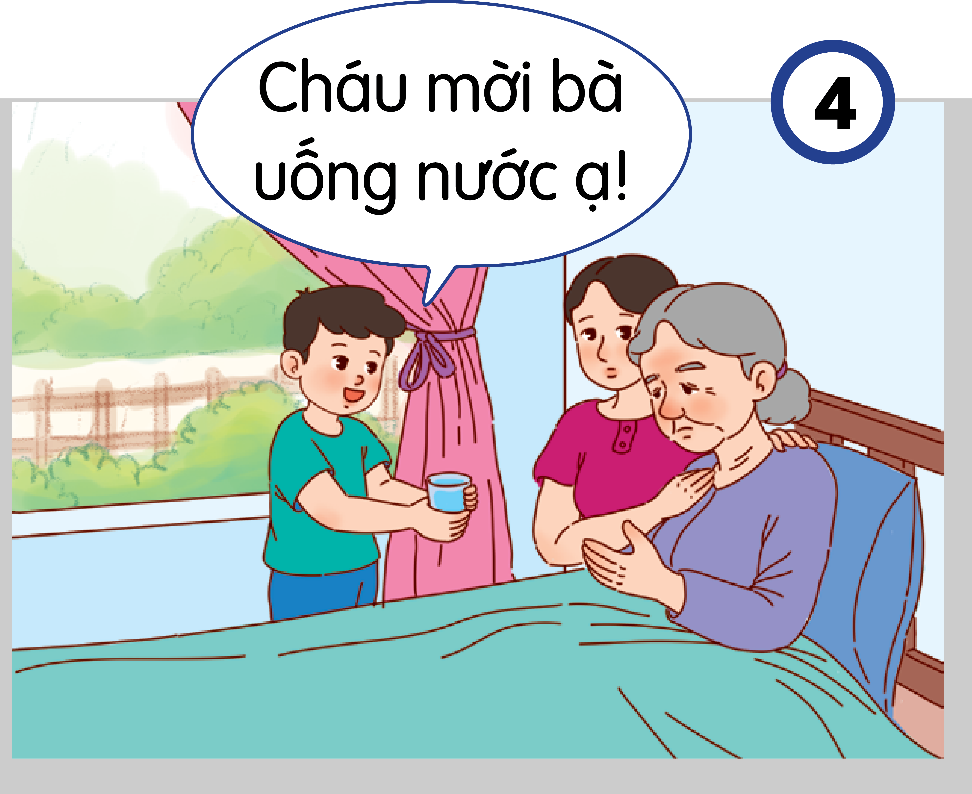 Cháu mời bà
uống nước ạ!
4